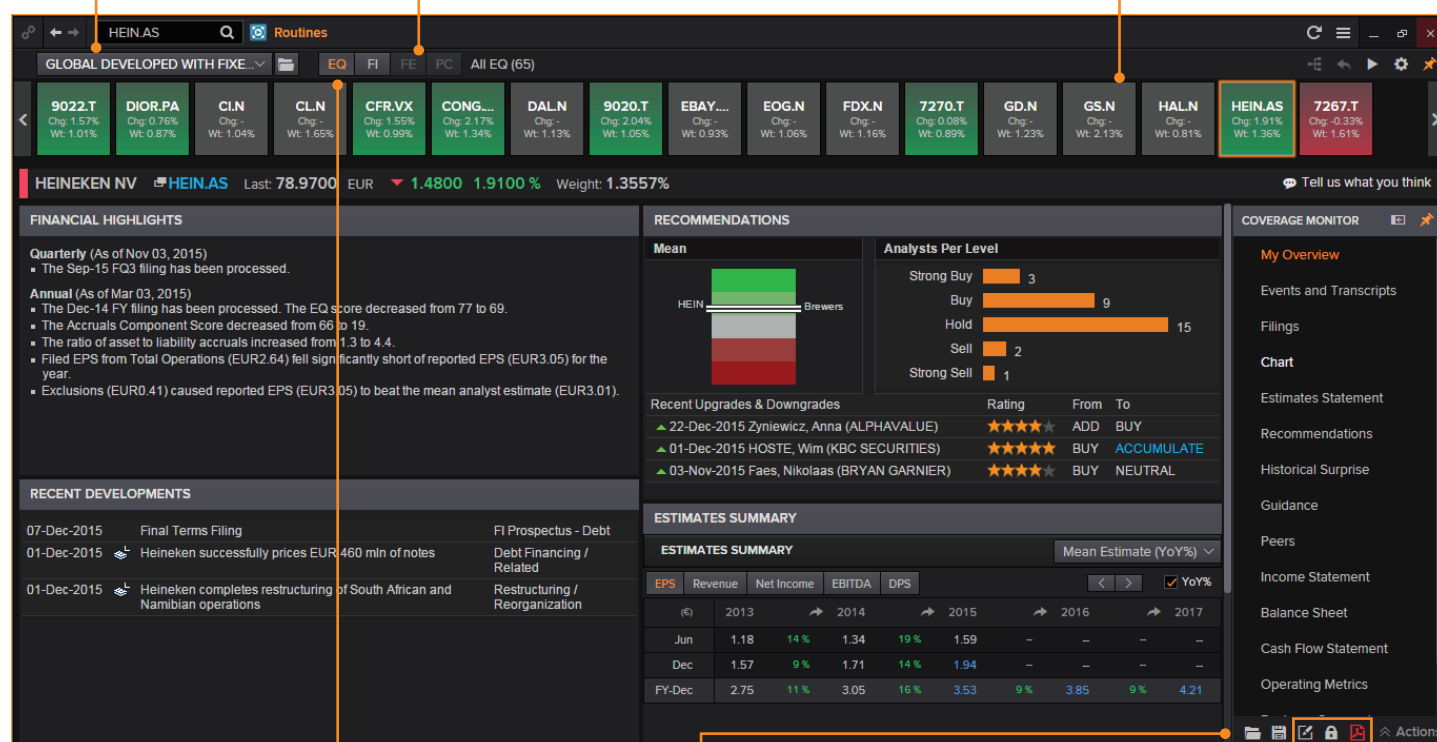 HEIN.AS Routines
GLOBAL DEVELOPED WITH FIXE... EQ FI FE PC All EQ (65)
9022.T DIOR.PA CI.N CL.N CFR.VX CONG.... DAL.N 9020.T EBAY.... EOG.N FDX.N 7270.T GD.N GS.N HAL.N HEIN.AS 7267.T
Chg: 1.57% Chg: 0.76% Chg: - Chg: - Chg: 1.55% Chg: 2.17% Chg: - Chg: 2.04% Chg: - Chg: - Chg: - Chg: 0.08% Chg: - Chg: - Chg: - Chg: 1.91% Chg: -0.33%
Wt: 1.01% Wt: 0.87% Wt: 1.04% Wt: 1.65% Wt: 0.99% Wt: 1.34% Wt: 1.13% Wt: 1.05% Wt: 0.93% Wt: 1.06% Wt: 1.16% Wt: 0.89% Wt: 1.23% Wt: 2.13% Wt: 0.81% Wt: 1.36% Wt: 1.61%
HEINEKEN NV HEIN.AS Last: 78.9700 EUR 1.4800 1.9100 % Weight: 1.3557% Tell us what you think
FINANCIAL HIGHLIGHTS
Quarterly (As of Nov 03, 2015)
The Sep-15 FQ3 filing has been processed.
Annual (As of Mar 03, 2015)
The Dec-14 FY filing has been processed. The EQ score decreased from 77 to 69.
The Accruals Component Score decreased from 66 to 19.
The ratio of asset to liability accruals increased from 1.3 to 4.4.
Filed EPS from Total Operations (EUR2.64) fell significantly short of reported EPS (EUR3.05) for the
year.
Exclusions (EUR0.41) caused reported EPS (EUR3.05) to beat the mean analyst estimate (EUR3.01).
RECENT DEVELOPMENTS
07-Dec-2015 Final Terms Filing FI Prospectus - Debt
01-Dec-2015 Heineken successfully prices EUR 460 mln of notes Debt Financing /
Related
01-Dec-2015 Heineken completes restructuring of South African and Restructuring /
Namibian operations Reorganization
RECOMMENDATIONS
Mean
HEIN Brewers
Analysts Per Level
Strong Buy 3
Buy 9
Hold 15
Sell 2
Strong Sell 1
Recent Upgrades & Downgrades Rating From To
22-Dec-2015 Zyniewicz, Anna (ALPHAVALUE) ADD BUY
01-Dec-2015 HOSTE, Wim (KBC SECURITIES) BUY ACCUMULATE
03-Nov-2015 Faes, Nikolaas (BRYAN GARNIER) BUY NEUTRAL
ESTIMATES SUMMARY
ESTIMATES SUMMARY Mean Estimate (YoY%)
EPS Revenue Net Income EBITDA DPS < > YoY%
(€) 2013 2014 2015 2016 2017
Jun 1.18 14 % 1.34 19 % 1.59 -- -- -- --
Dec 1.57 9 % 1.71 14 % 1.94 -- -- -- --
FY-Dec 2.75 11 % 3.05 16 % 3.53 9 % 3.85 9 % 4.21
COVERAGE MONITOR
My Overview
Events and Transcripts
Filings
Chart
Estimates Statement
Recommendations
Historical Surprise
Guidance
Peers
Income Statement
Balance Sheet
Cash Flow Statement
Operating Metrics
Action